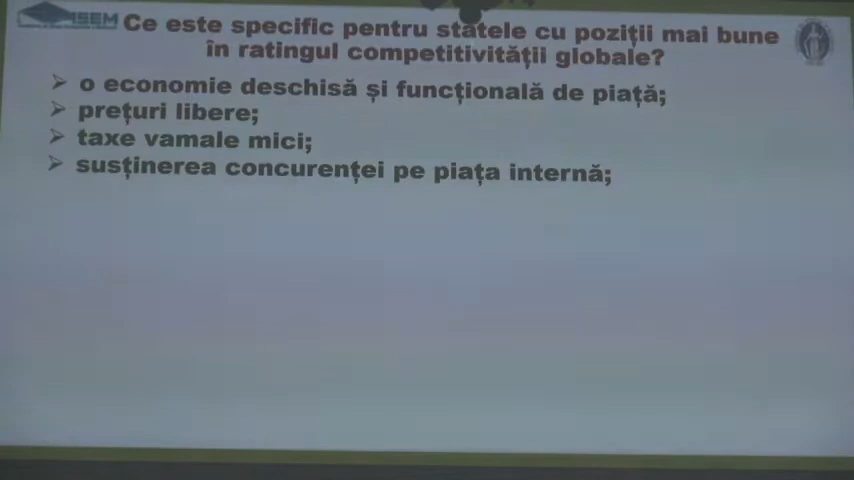 ASEM
Ce este specific pentru statele cu poziții mai bune
în ratingul competitivității globale?
o economie deschisă și funcțională de piață;
prețuri libere;
taxe vamale mici;
susținerea concurenței pe piața internă;